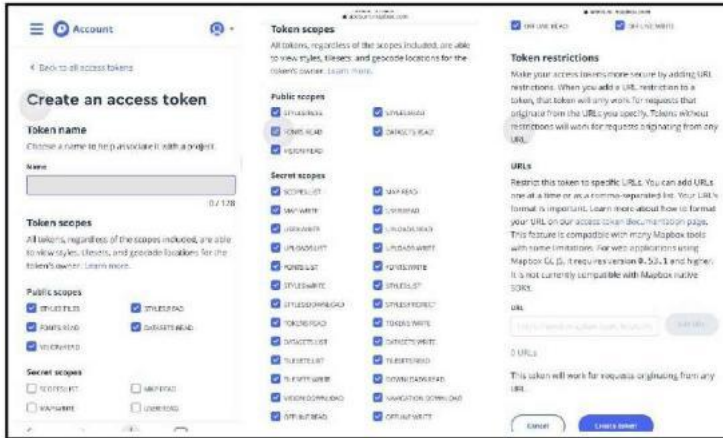 Account
Back to all access tokens
Create an access token
Token name
Choose a name to help associate it with a project.
Name
0 / 128
Token scopes
All tokens, regardless of the scopes included, are able
to view styles, tilesets, and geocode locations for the
token's owner. Learn more.
Public scopes
STYLES:TILES
STYLES:READ
FONTS:READ
DATASETS:READ
VISION:READ
Secret scopes
SCOPES:LIST
MAP:READ
MAP:WRITE
USER:READ
account.mapbox.com
Token scopes
All tokens, regardless of the scopes included, are able
to view styles, tilesets, and geocode locations for the
token's owner. Learn more.
Public scopes
STYLES:TILES
STYLES:READ
FONTS:READ
DATASETS:READ
VISION:READ
Secret scopes
SCOPES:LIST
MAP:READ
MAP:WRITE
USER:READ
USER:WRITE
UPLOADS:READ
UPLOADS:LIST
UPLOADS:WRITE
FONTS:LIST
FONTS:WRITE
STYLES:WRITE
STYLES:LIST
STYLES:DOWNLOAD
STYLES:PROTECT
TOKENS:READ
TOKENS:WRITE
DATASETS:LIST
DATASETS:WRITE
TILESETS:LIST
TILESETS:READ
TILESETS:WRITE
DOWNLOADS:READ
VISION:DOWNLOAD
NAVIGATION:DOWNLOAD
OFFLINE:READ
OFFLINE:WRITE
account.mapbox.com
OFFLINE:READ
OFFLINE:WRITE
Token restrictions
Make your access tokens more secure by adding URL
restrictions. When you add a URL restriction to a
token, that token will only work for requests that
originate from the URLs you specify. Tokens without
restrictions will work for requests originating from any
URL.
URLs
Restrict this token to specific URLs. You can add URLs
one at a time or as a comma-separated list. Your URL's
format is important. Learn more about how to format
your URL on our access token documentation page.
This feature is compatible with many Mapbox tools
with some limitations. For web applications using
Mapbox GL JS, it requires version 0.53.1 and higher.
It is not currently compatible with Mapbox native
SDKs.
URL
Add URL
0 URLs
This token will work for requests originating from any
URL.
Cancel
Create token